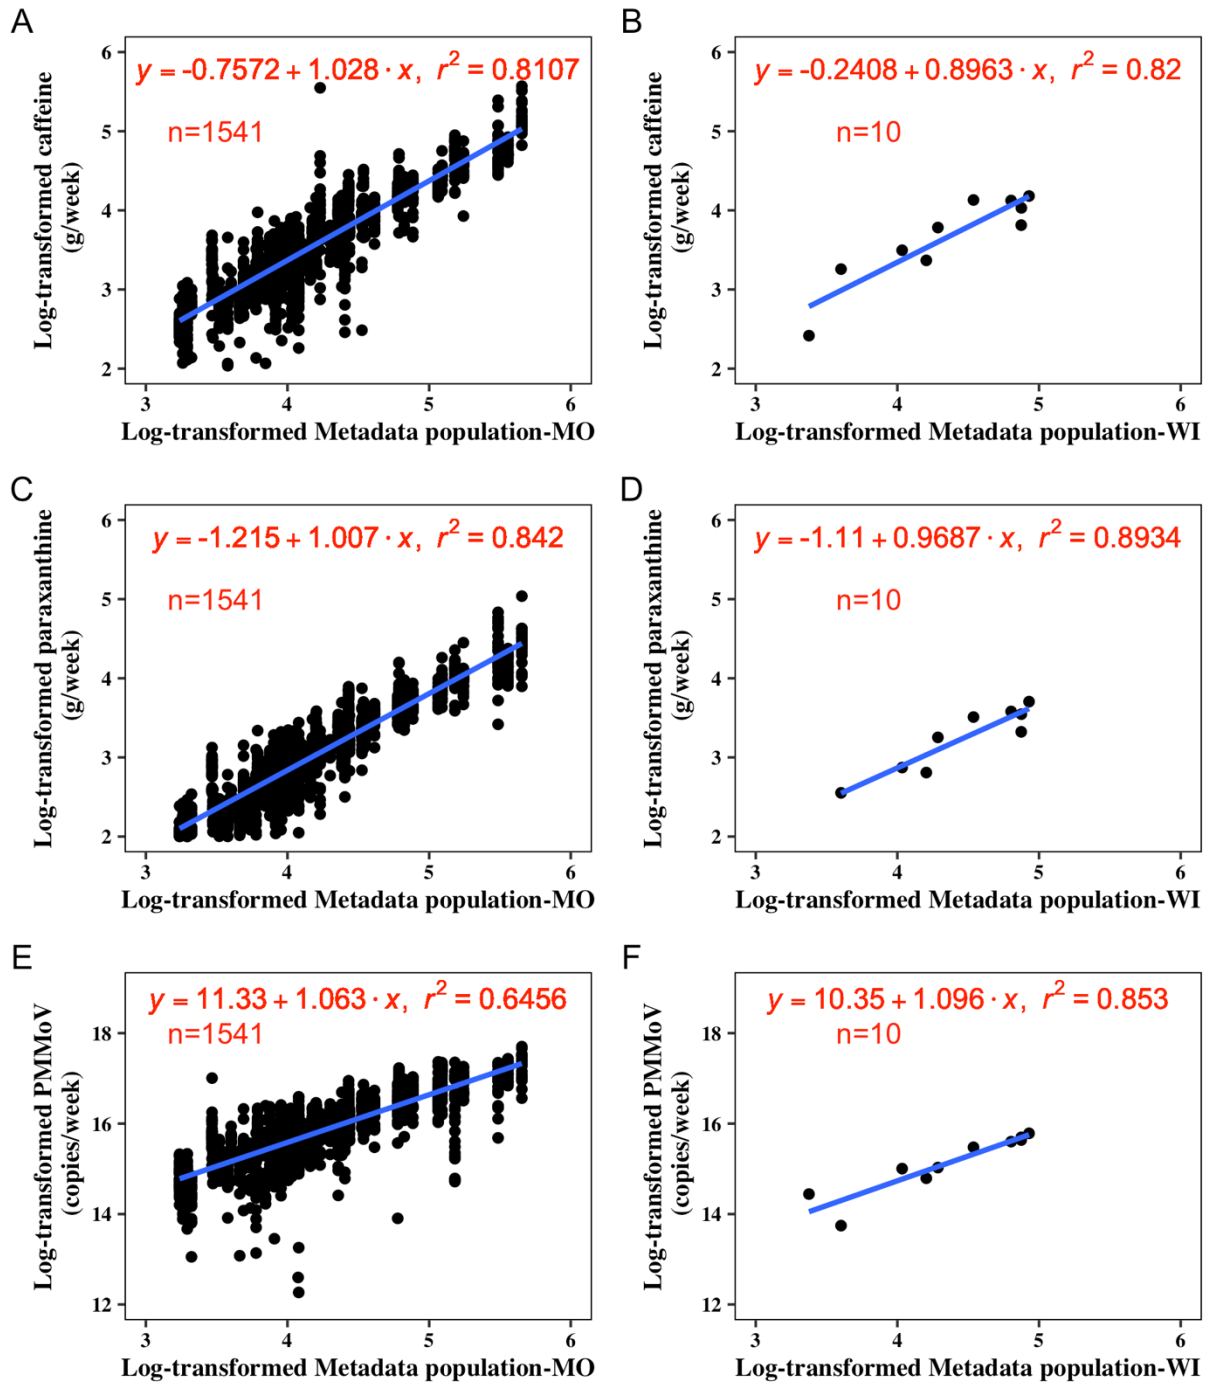 A
y = -0.7572 + 1.028 · x, r² = 0.8107
n=1541
6
5
4
3
2
3 4 5 6
Log-transformed caffeine
(g/week)
Log-transformed Metadata population-MO
B
y = -0.2408 + 0.8963 · x, r² = 0.82
n=10
6
5
4
3
2
3 4 5 6
Log-transformed caffeine
(g/week)
Log-transformed Metadata population-WI
C
y = -1.215 + 1.007 · x, r² = 0.842
n=1541
6
5
4
3
2
3 4 5 6
Log-transformed paraxanthine
(g/week)
Log-transformed Metadata population-MO
D
y = -1.11 + 0.9687 · x, r² = 0.8934
n=10
6
5
4
3
2
3 4 5 6
Log-transformed paraxanthine
(g/week)
Log-transformed Metadata population-WI
E
y = 11.33 + 1.063 · x, r² = 0.6456
n=1541
18
16
14
12
3 4 5 6
Log-transformed PMMoV
(copies/week)
Log-transformed Metadata population-MO
F
y = 10.35 + 1.096 · x, r² = 0.853
n=10
18
16
14
12
3 4 5 6
Log-transformed PMMoV
(copies/week)
Log-transformed Metadata population-WI